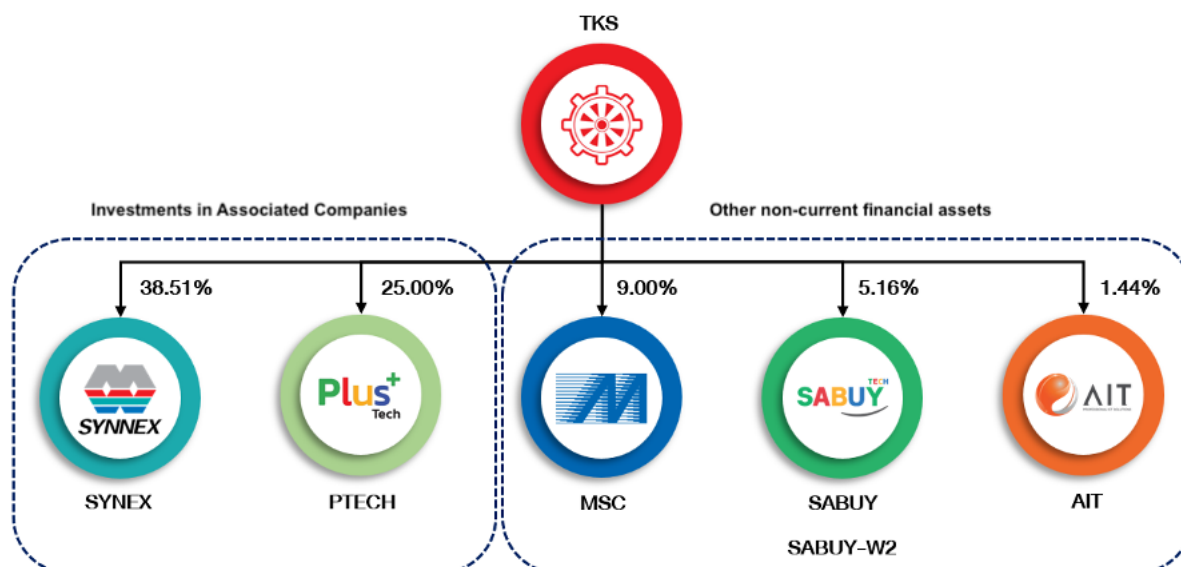 TKS
Investments in Associated Companies
Other non-current financial assets
38.51%
25.00%
9.00%
5.16%
1.44%
SYNNEX
Plus+
Tech
M
TECH
SABUY
AIT
SYNEX
PTECH
MSC
SABUY
AIT
SABUY-W2